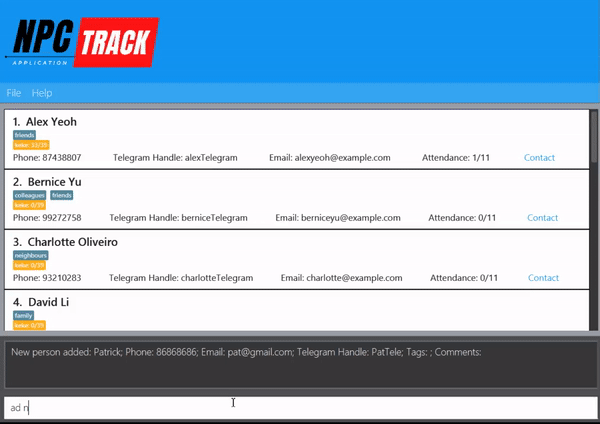 NPC TRACK
APPLICATION
File Help
1. Alex Yeoh
friends
keke: 33/39
Phone: 87438807 Telegram Handle: alexTelegram Email: alexyeoh@example.com Attendance: 1/11 Contact
2. Bernice Yu
colleagues friends
keke: 0/39
Phone: 99272758 Telegram Handle: berniceTelegram Email: berniceyu@example.com Attendance: 0/11 Contact
3. Charlotte Oliveiro
neighbours
keke: 0/39
Phone: 93210283 Telegram Handle: charlotteTelegram Email: charlotte@example.com Attendance: 0/11 Contact
4. David Li
family
keke: 0/39
New person added: Patrick; Phone: 86868686; Email: pat@gmail.com; Telegram Handle: PatTele; Tags: ; Comments:
ad n